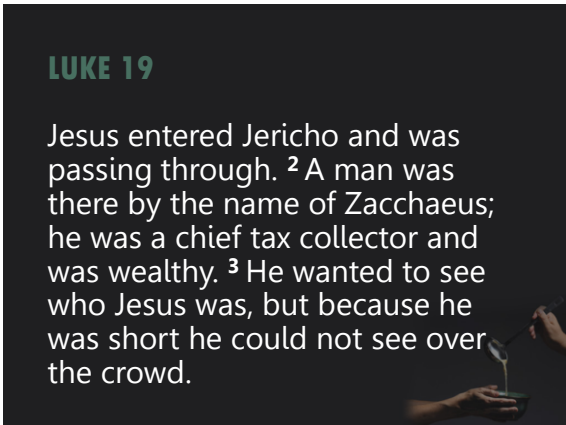 LUKE 19
Jesus entered Jericho and was
passing through. ² A man was
there by the name of Zacchaeus;
he was a chief tax collector and
was wealthy. ³ He wanted to see
who Jesus was, but because he
was short he could not see over
the crowd.